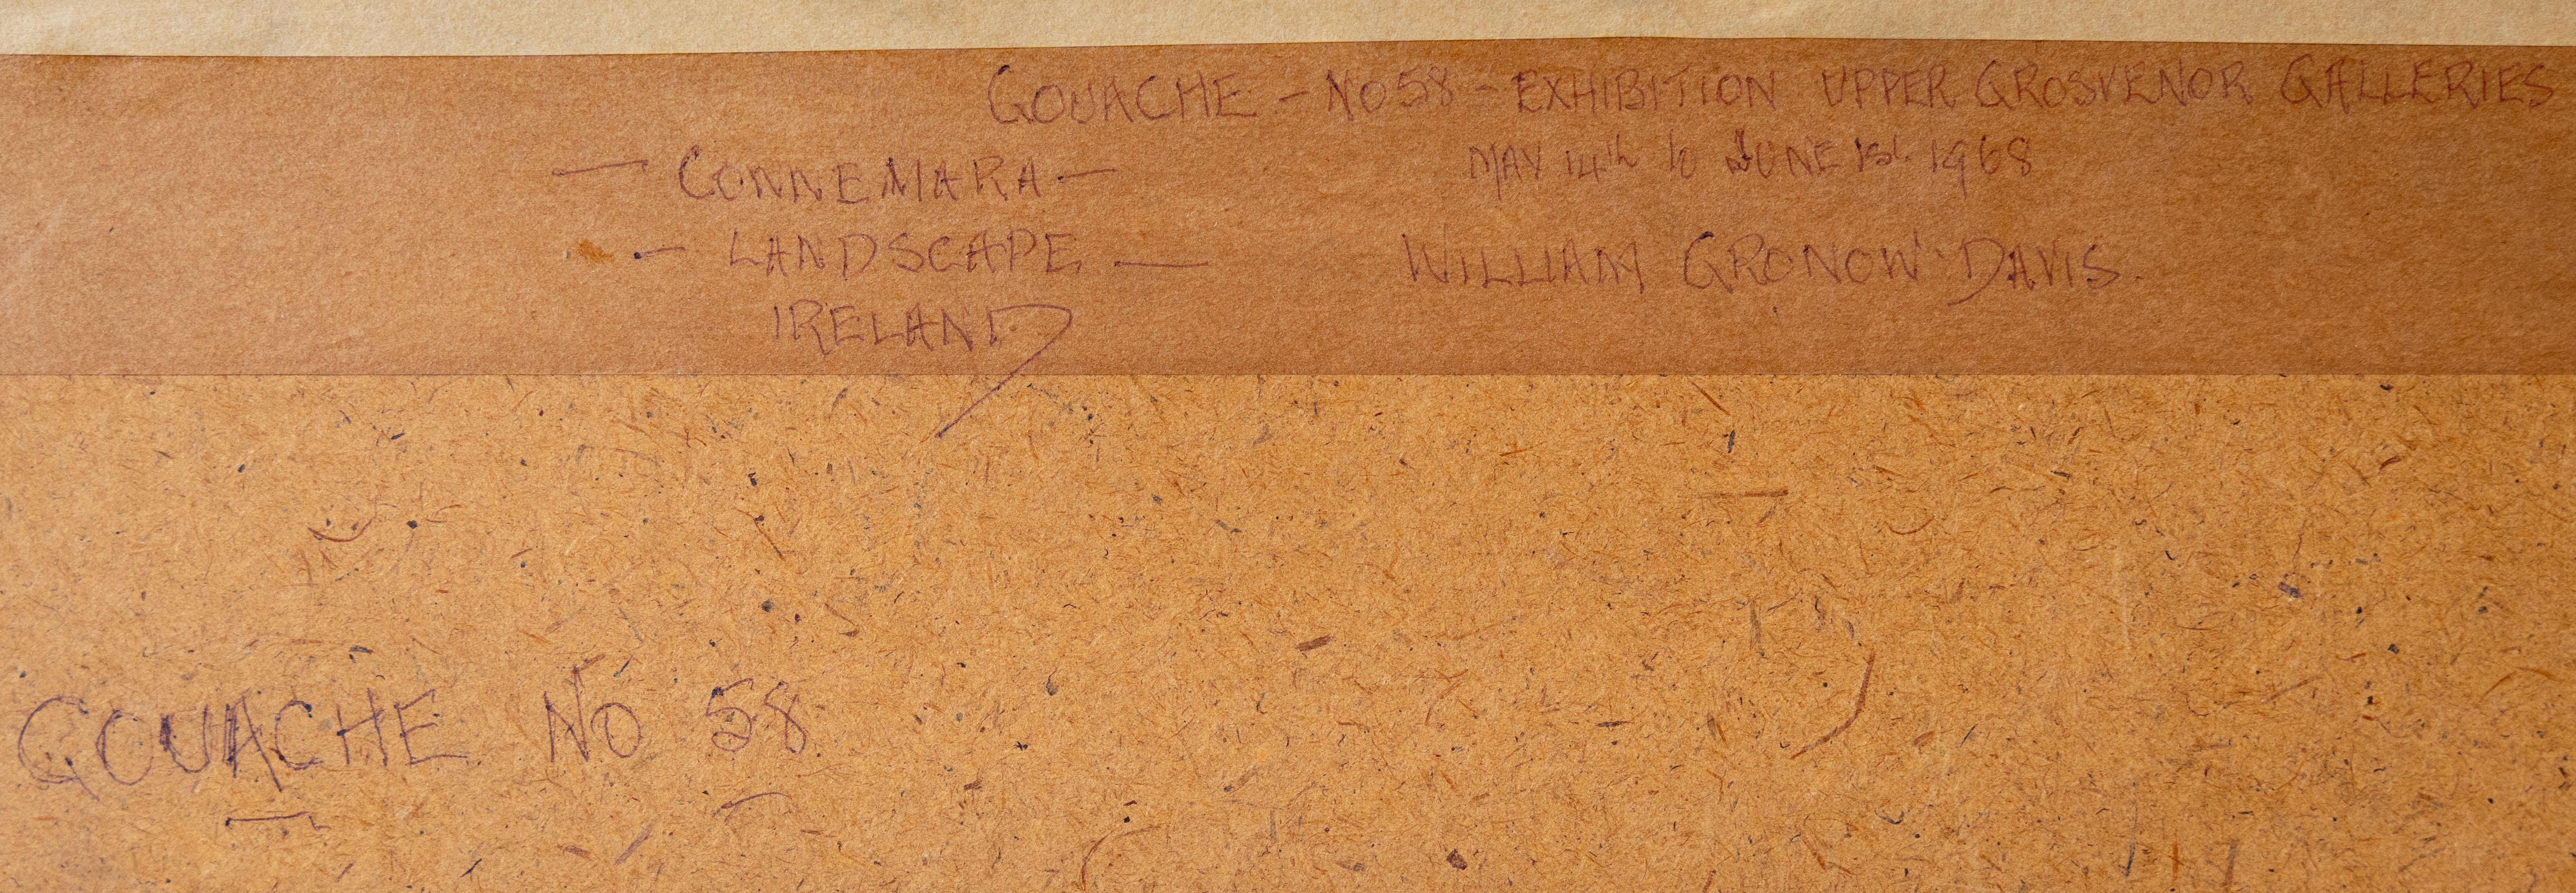 GOUACHE - NO 58 - EXHIBITION UPPER GROSVENOR GALLERIES
MAY 14th to JUNE 1st. 1968
— CONNEMARA —
— LANDSCAPE —
IRELAND
WILLIAM GRONOW-DAVIS.
GOUACHE NO 58